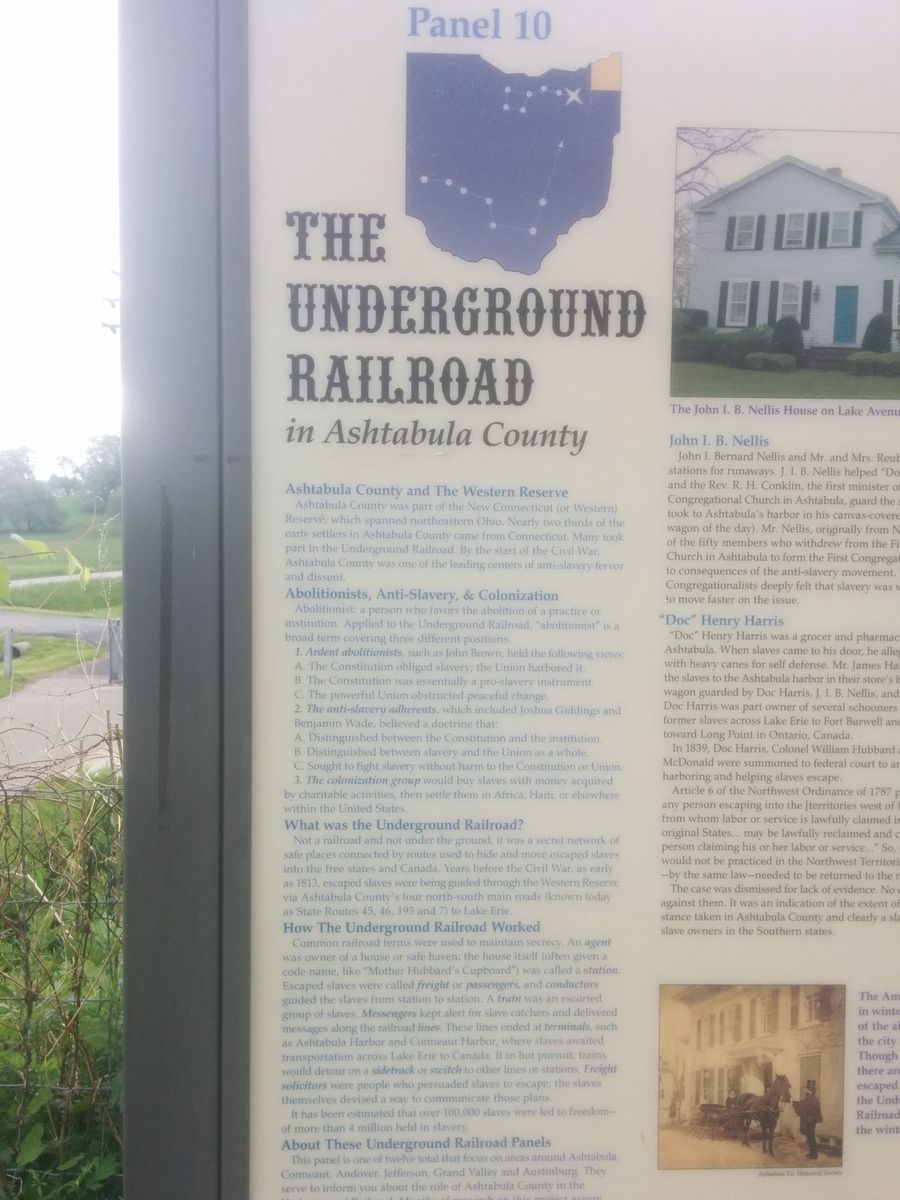 Panel 10
THE
UNDERGROUND
RAILROAD
in Ashtabula County
Ashtabula County and The Western Reserve
Ashtabula County was part of the New Connecticut (or Western)
Reserve, which spanned northeastern Ohio. Nearly two thirds of the
early settlers in Ashtabula County came from Connecticut. Many took
part in the Underground Railroad. By the start of the Civil War,
Ashtabula County was one of the leading centers of anti-slavery fervor
and dissent.
Abolitionists, Anti-Slavery, & Colonization
Abolitionist: a person who favors the abolition of a practice or
institution. Applied to the Underground Railroad, "abolitionist" is a
broad term covering three different positions.
1. Ardent abolitionists, such as John Brown, held the following views:
A. The Constitution obliged slavery; the Union harbored it.
B. The Constitution was essentially a pro-slavery instrument.
C. The powerful Union obstructed peaceful change.
2. The anti-slavery adherents, which included Joshua Giddings and
Benjamin Wade, believed a doctrine that:
A. Distinguished between the Constitution and the institution.
B. Distinguished between slavery and the Union as a whole.
C. Sought to fight slavery without harm to the Constitution or Union.
3. The colonization group would buy slaves with money acquired
by charitable activities, then settle them in Africa, Haiti, or elsewhere
within the United States.
What was the Underground Railroad?
Not a railroad and not under the ground, it was a secret network of
safe places connected by routes used to hide and move escaped slaves
into the free states and Canada. Years before the Civil War, as early
as 1813, escaped slaves were being guided through the Western Reserve
via Ashtabula County's four north-south main roads (known today
as State Routes 45, 46, 193 and 7) to Lake Erie.
How The Underground Railroad Worked
Common railroad terms were used to maintain secrecy. An agent
was owner of a house or safe haven; the house itself (often given a
code name, like "Mother Hubbard's Cupboard") was called a station.
Escaped slaves were called freight or passengers, and conductors
guided the slaves from station to station. A train was an escorted
group of slaves. Messengers kept alert for slave catchers and delivered
messages along the railroad lines. These lines ended at terminals, such
as Ashtabula Harbor and Conneaut Harbor, where slaves awaited
transportation across Lake Erie to Canada. If in hot pursuit, trains
would detour on a sidetrack or switch to other lines or stations. Freight
solicitors were people who persuaded slaves to escape; the slaves
themselves devised a way to communicate those plans.
It has been estimated that over 100,000 slaves were led to freedom—
of more than 4 million held in slavery.
About These Underground Railroad Panels
This panel is one of twelve total that focus on areas around Ashtabula,
Conneaut, Andover, Jefferson, Grand Valley and Austinburg. They
serve to inform you about the role of Ashtabula County in the
The John I. B. Nellis House on Lake Avenu
John I. B. Nellis
John I. Bernard Nellis and Mr. and Mrs. Reub
stations for runaways. J. I. B. Nellis helped "Do
and the Rev. R. H. Conklin, the first minister o
Congregational Church in Ashtabula, guard the s
took to Ashtabula's harbor in his canvas-covere
wagon of the day). Mr. Nellis, originally from N
of the fifty members who withdrew from the Fi
Church in Ashtabula to form the First Congregat
to consequences of the anti-slavery movement.
Congregationalists deeply felt that slavery was w
to move faster on the issue.
"Doc" Henry Harris
"Doc" Henry Harris was a grocer and pharmac
Ashtabula. When slaves came to his door, he alleg
with heavy canes for self defense. Mr. James Ha
the slaves to the Ashtabula harbor in their store's b
wagon guarded by Doc Harris, J, I. B. Nellis, and
Doc Harris was part owner of several schooners
former slaves across Lake Erie to Fort Burwell and
toward Long Point in Ontario, Canada.
In 1839, Doc Harris, Colonel William Hubbard a
McDonald were summoned to federal court to an
harboring and helping slaves escape.
Article 6 of the Northwest Ordinance of 1787 p
any person escaping into the [territories west of
from whom labor or service is lawfully claimed in
original States... may be lawfully reclaimed and c
person claiming his or her labor or service..." So,
would not be practiced in the Northwest Territori
—by the same law—needed to be returned to the
The case was dismissed for lack of evidence. No
against them. It was an indication of the extent of
stance taken in Ashtabula County and clearly a sla
slave owners in the Southern states.
The Am
in winte
of the a
the city
Though
there are
escaped
the Unde
Railroad
the wint
Ashtabula Co. Historical Society